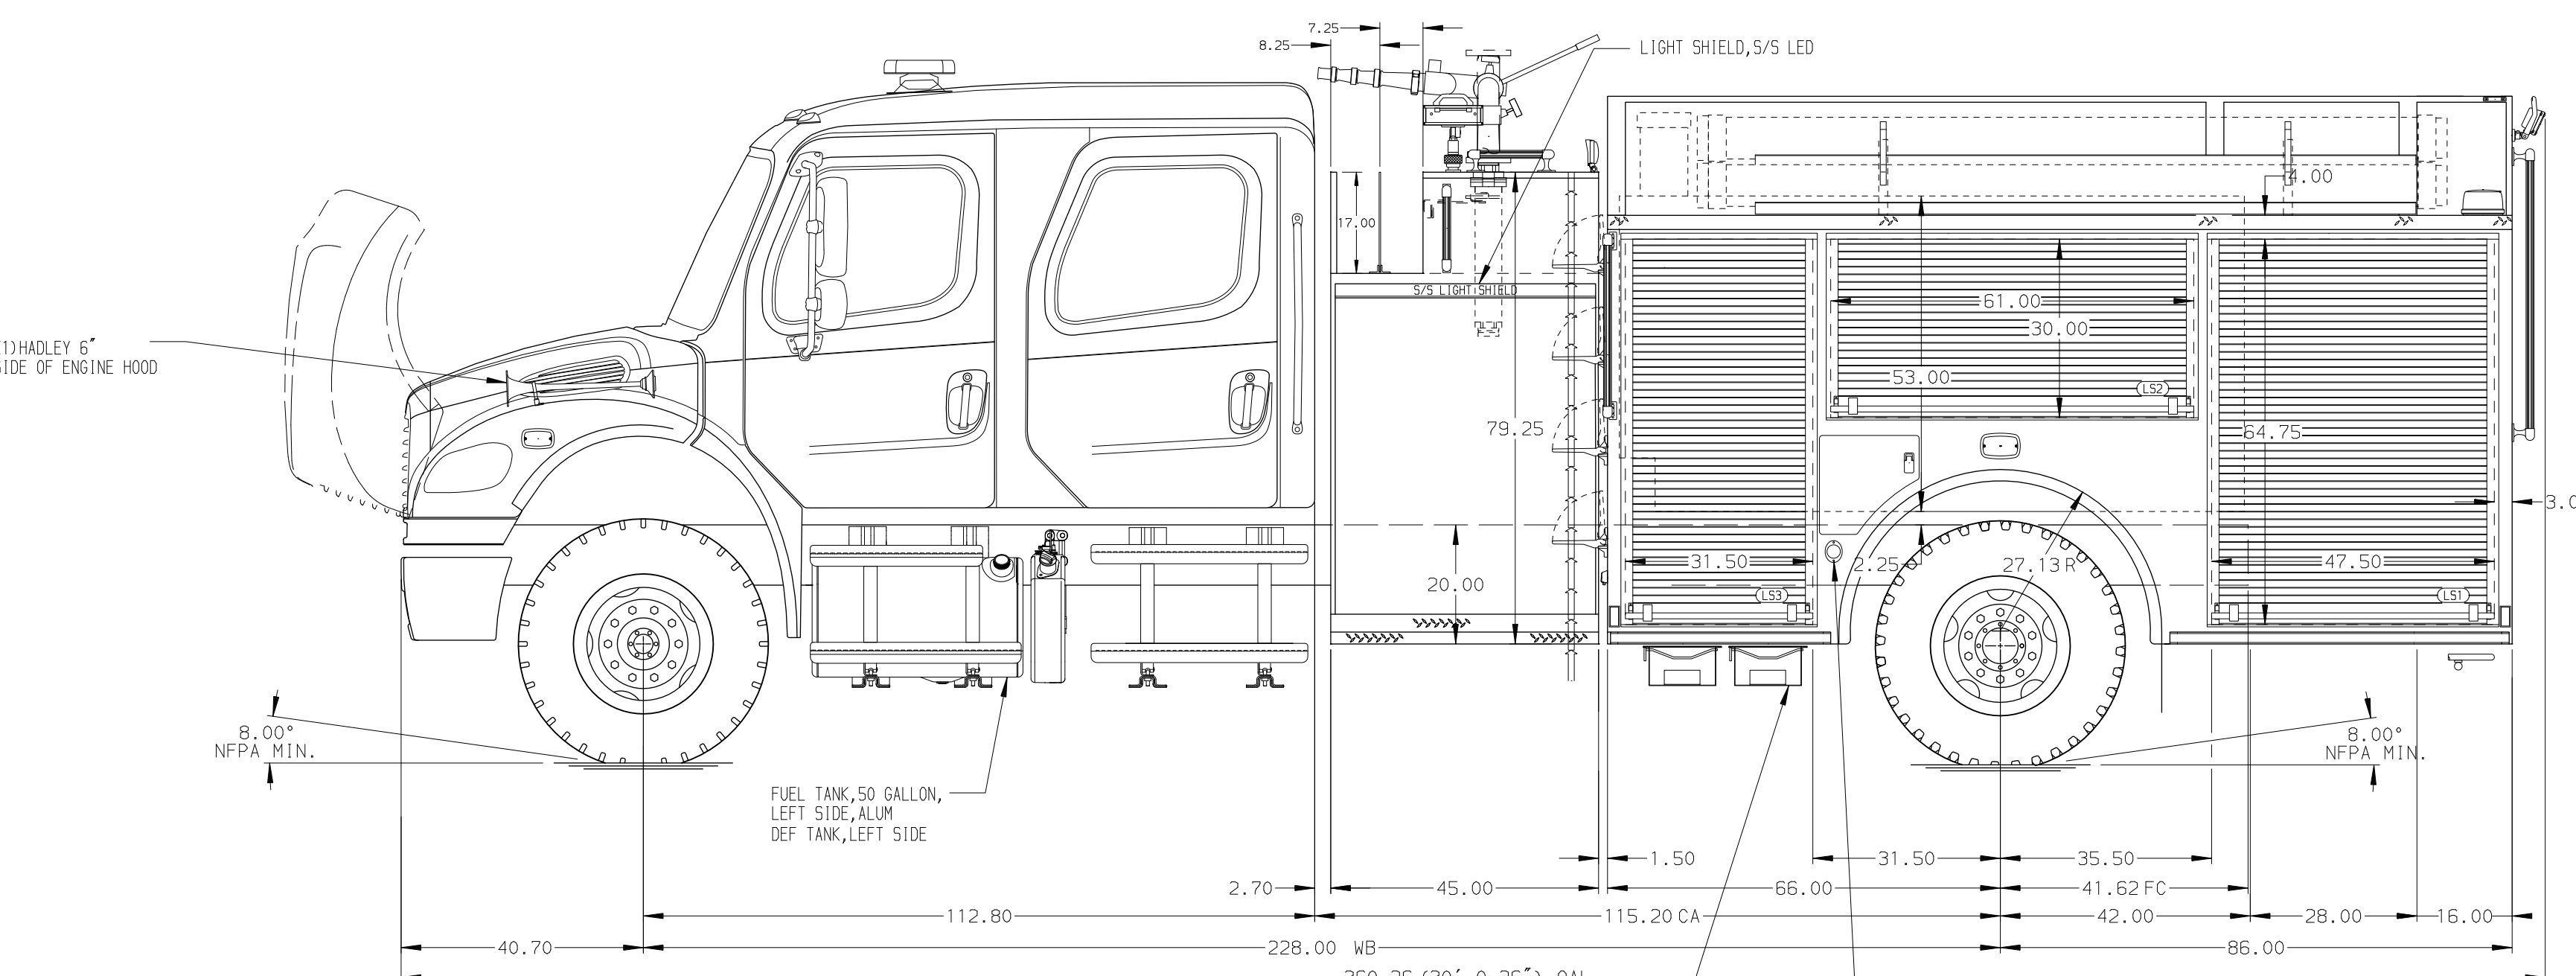 7.25
8.25
LIGHT SHIELD,S/S LED
4.00
17.00
S/S LIGHT SHIELD
61.00
30.00
1)HADLEY 6"
SIDE OF ENGINE HOOD
53.00
LS2
79.25
64.75
3.0
31.50
2.25
27.13 R
47.50
20.00
LS3
LS1
8.00°
NFPA MIN.
8.00°
NFPA MIN.
FUEL TANK,50 GALLON,
LEFT SIDE,ALUM
DEF TANK,LEFT SIDE
1.50
31.50
35.50
2.70
45.00
66.00
41.62 FC
112.80
115.20 CA
42.00
28.00
16.00
40.70
228.00 WB
86.00